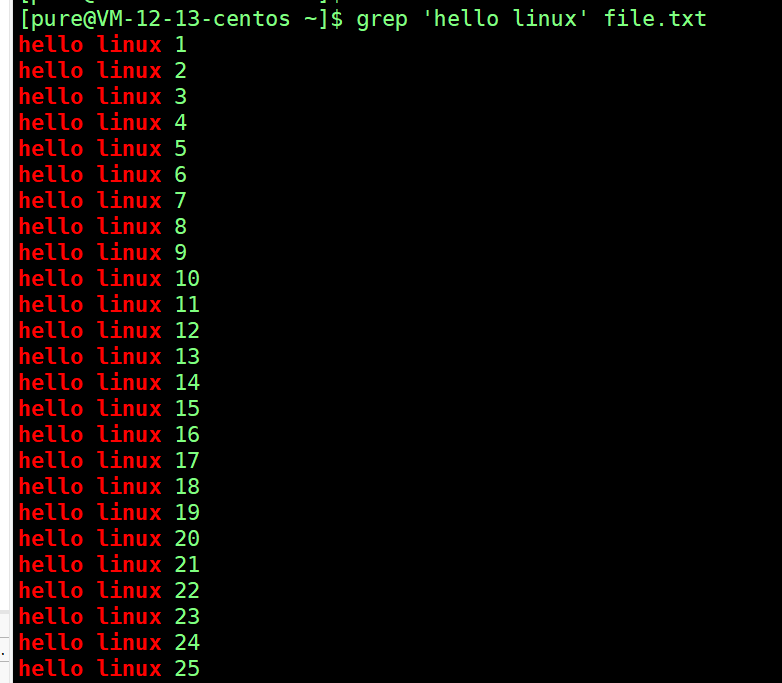 [pure@VM-12-13-centos ~]$ grep 'hello linux' file.txt
hello linux 1
hello linux 2
hello linux 3
hello linux 4
hello linux 5
hello linux 6
hello linux 7
hello linux 8
hello linux 9
hello linux 10
hello linux 11
hello linux 12
hello linux 13
hello linux 14
hello linux 15
hello linux 16
hello linux 17
hello linux 18
hello linux 19
hello linux 20
hello linux 21
hello linux 22
hello linux 23
hello linux 24
hello linux 25